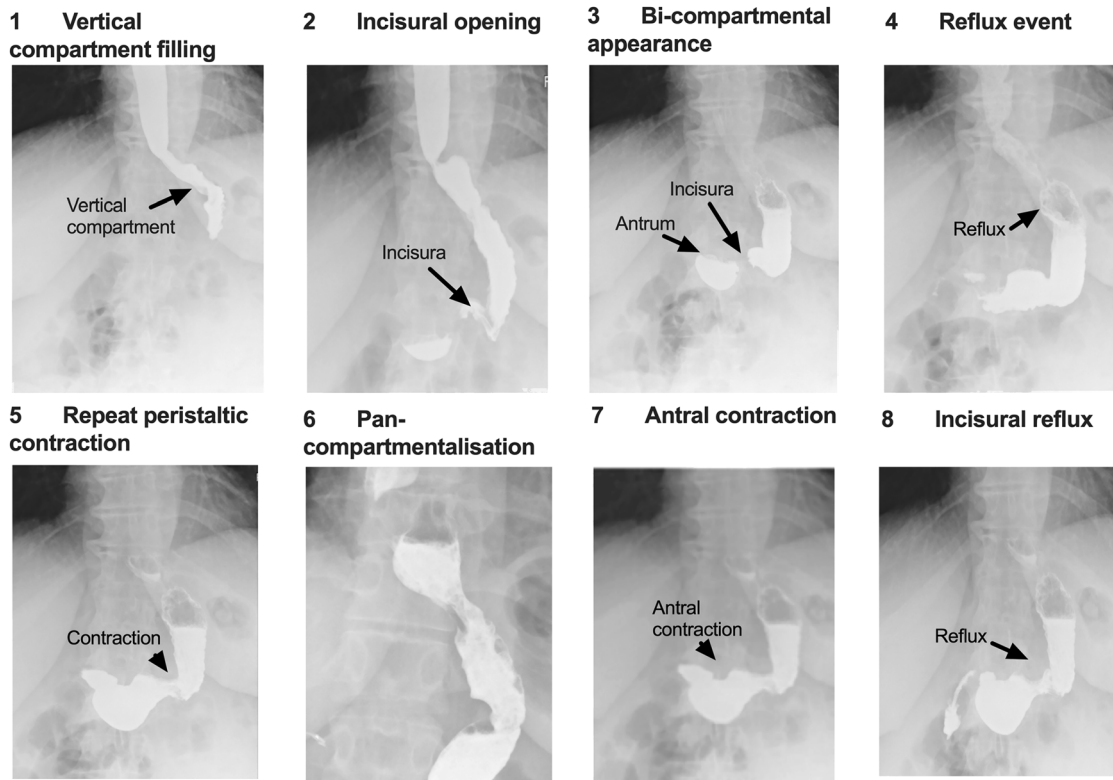 1 Vertical
compartment filling
2 Incisural opening
3 Bi-compartmental
appearance
4 Reflux event
Vertical
compartment
Incisura
Incisura
Antrum
Reflux
5 Repeat peristaltic
contraction
6 Pan-
compartmentalisation
7 Antral contraction
8 Incisural reflux
Contraction
Antral
contraction
Reflux